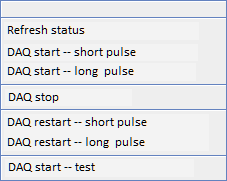 Refresh status
DAQ start -- short pulse
DAQ start -- long pulse
DAQ stop
DAQ restart -- short pulse
DAQ restart -- long pulse
DAQ start -- test